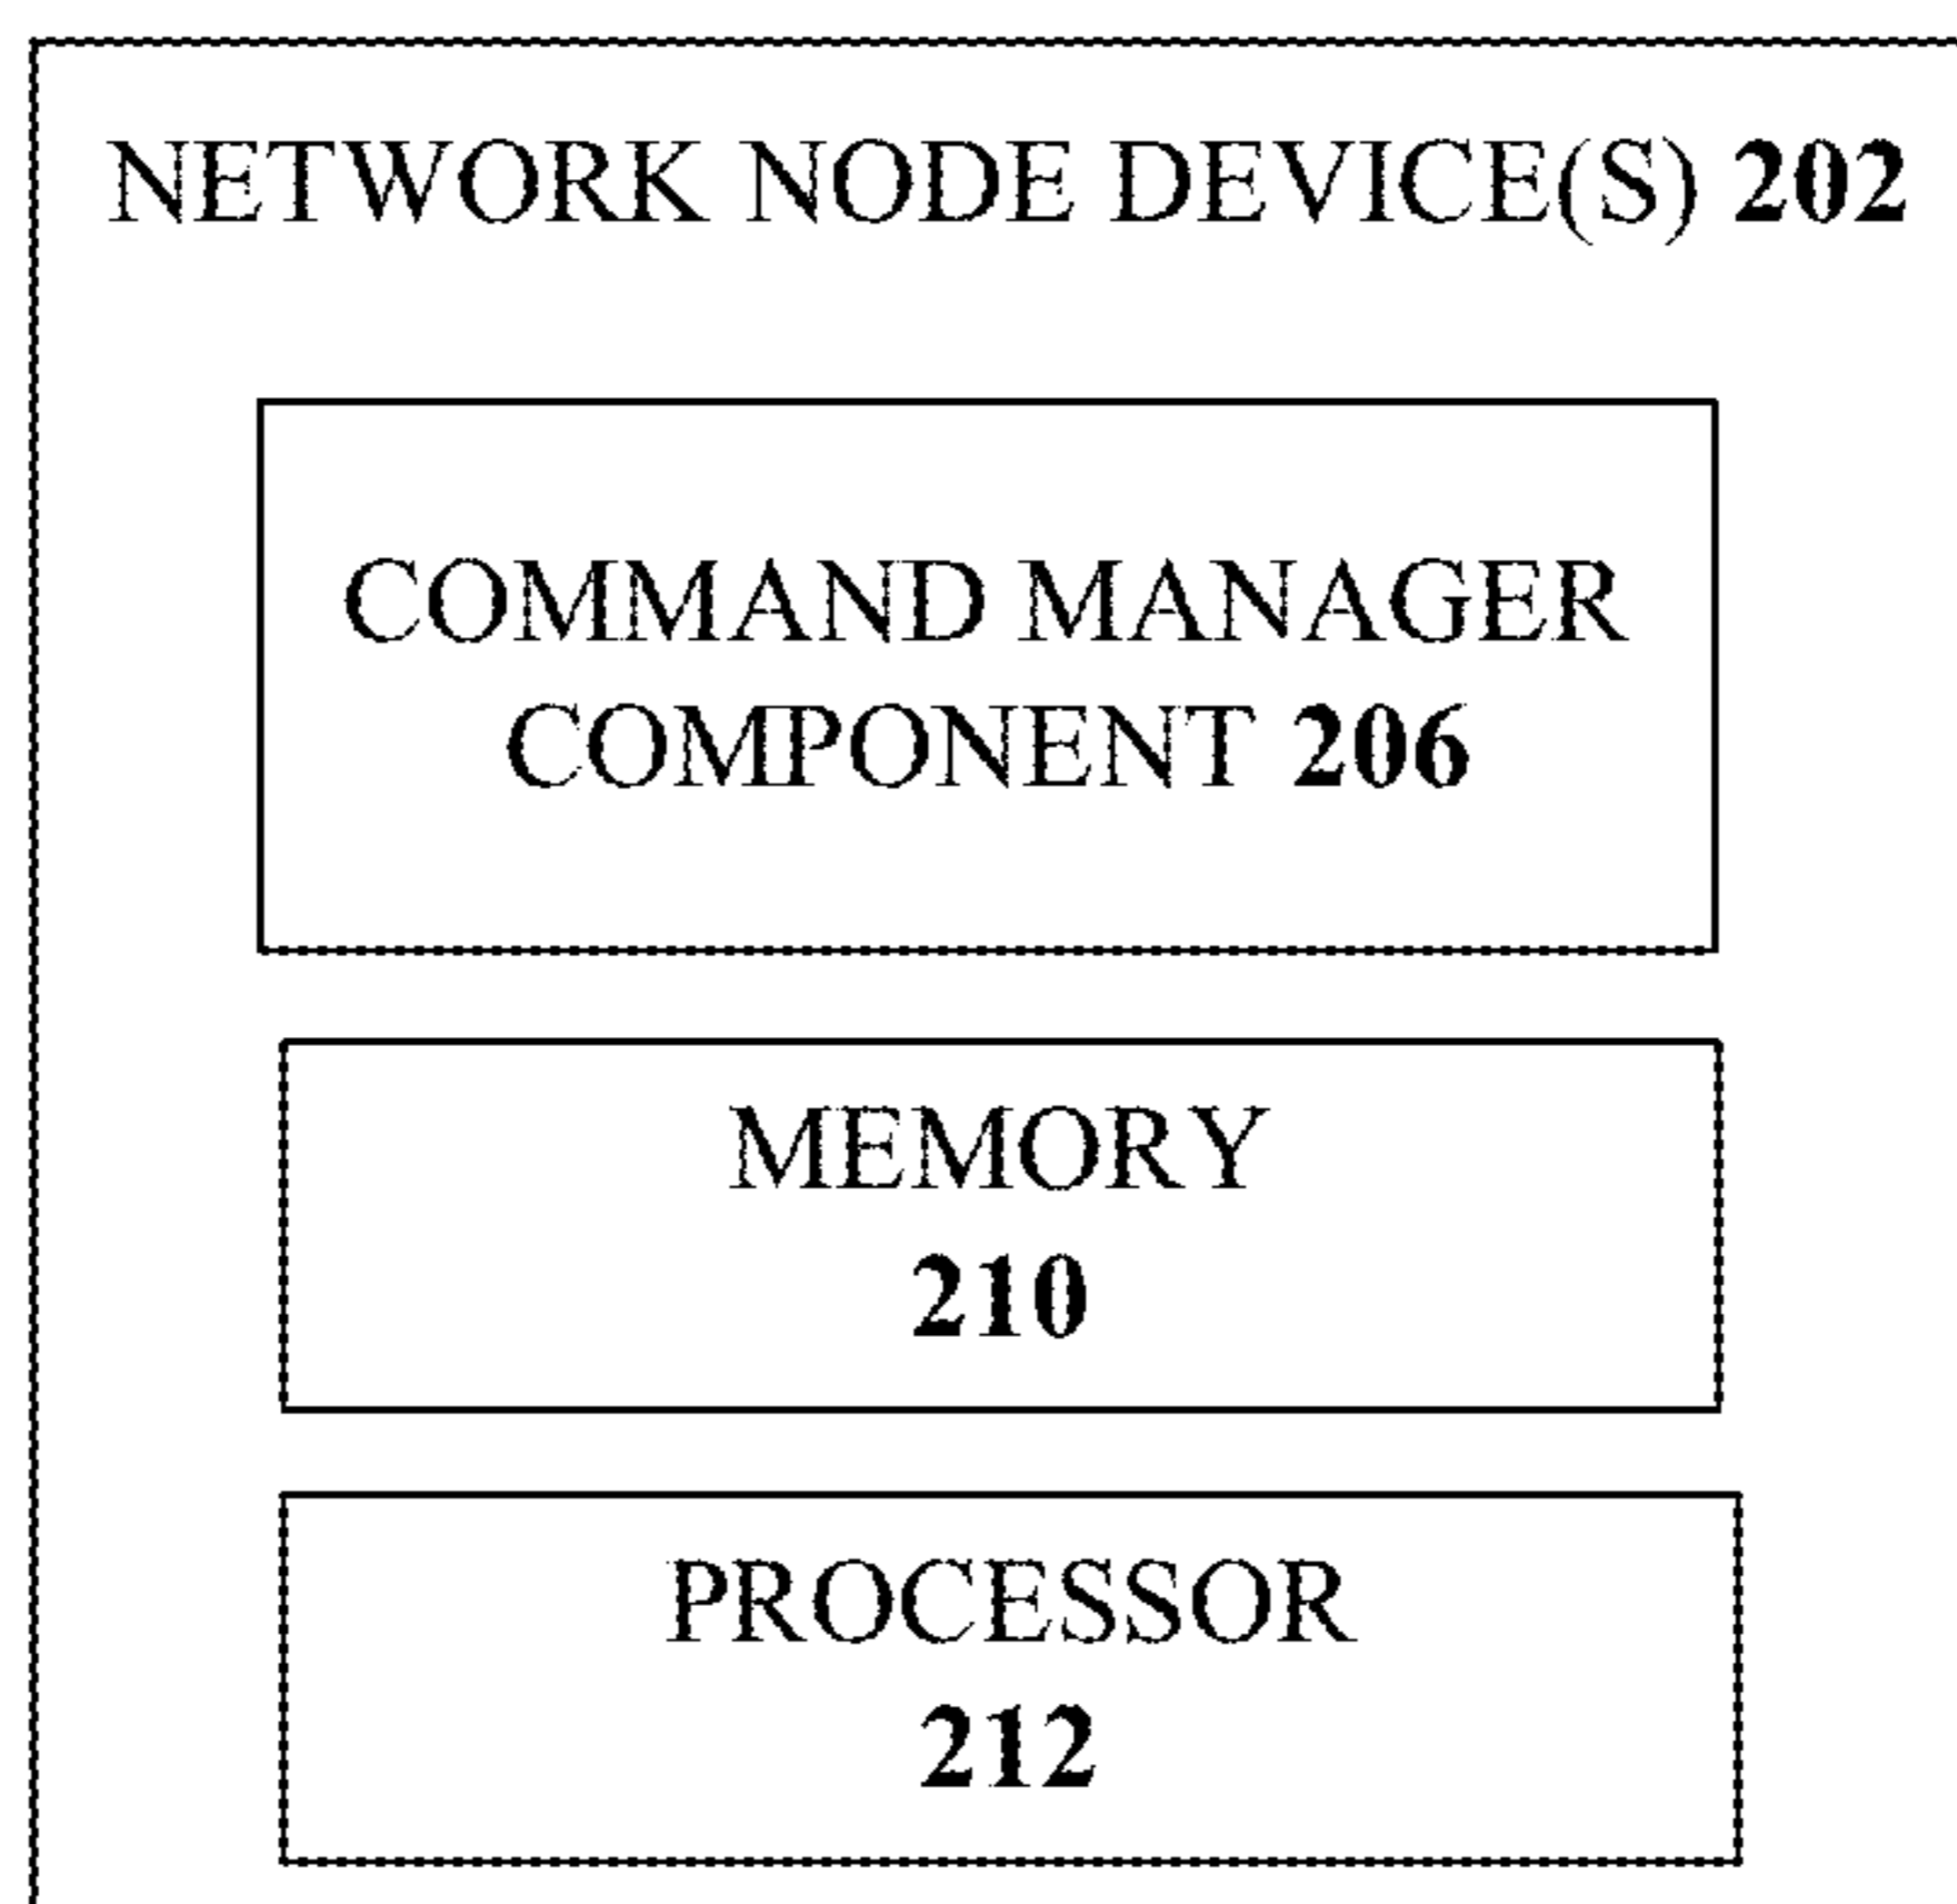 NETWORK NODE DEVICE(S) 202
COMMAND MANAGER
COMPONENT 206
MEMORY
210
PROCESSOR
212